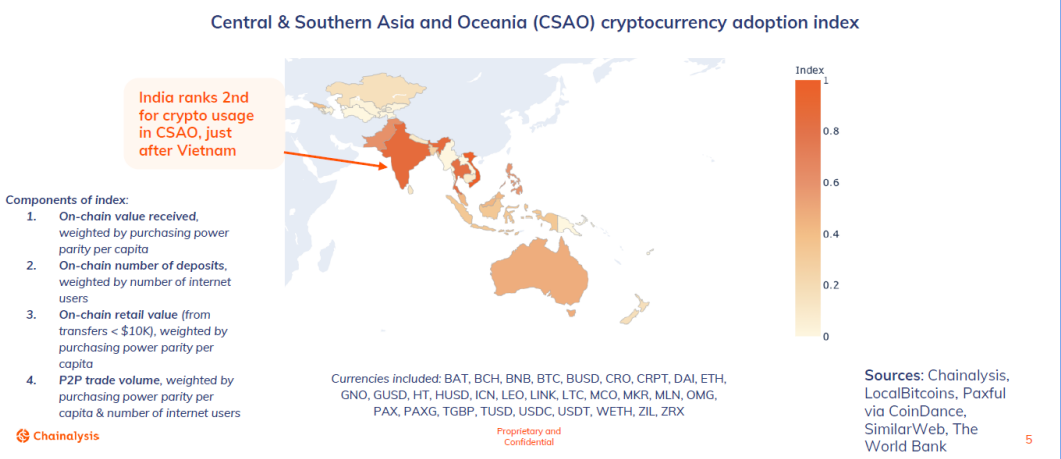 Central & Southern Asia and Oceania (CSAO) cryptocurrency adoption index
India ranks 2nd
for crypto usage
in CSAO, just
after Vietnam
Index
1
0.8
0.6
0.4
0.2
0
Components of index:
1. On-chain value received,
weighted by purchasing power
parity per capita
2. On-chain number of deposits,
weighted by number of internet
users
3. On-chain retail value (from
transfers < $10K), weighted by
purchasing power parity per
capita
4. P2P trade volume, weighted by
purchasing power parity per
capita & number of internet users
Currencies included: BAT, BCH, BNB, BTC, BUSD, CRO, CRPT, DAI, ETH,
GNO, GUSD, HT, HUSD, ICN, LEO, LINK, LTC, MCO, MKR, MLN, OMG,
PAX, PAXG, TGBP, TUSD, USDC, USDT, WETH, ZIL, ZRX
Sources: Chainalysis,
LocalBitcoins, Paxful
via CoinDance,
SimilarWeb, The
World Bank
Chainalysis
Proprietary and
Confidential
5